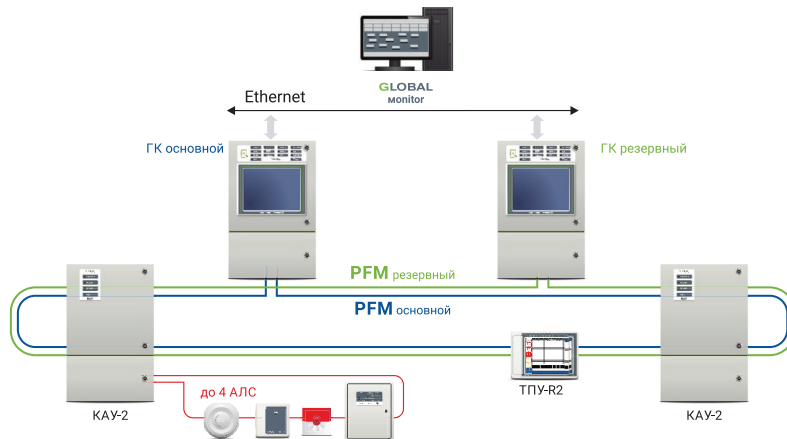 GLOBAL
монitor
Ethernet
ГК основной
ГК резервный
PFM резервный
PFM основной
до 4 АЛС
ТПУ-R2
КАУ-2
КАУ-2